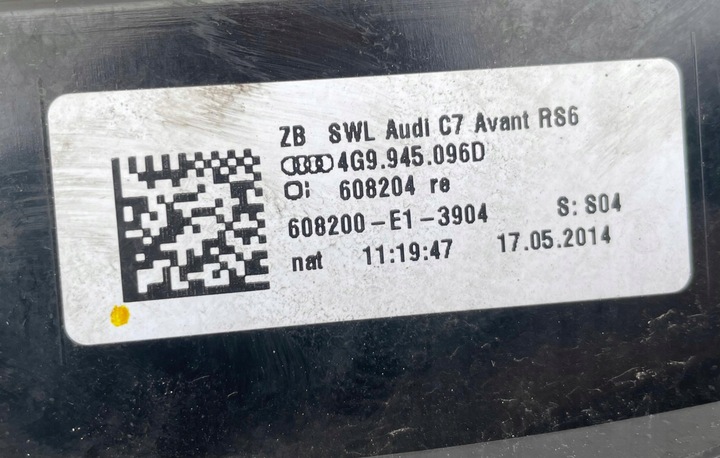 ZB SWL Audi C7 Avant RS6
4G9.945.096D
608204 re
608200-E1-3904 S: S04
nat 11:19:47 17.05.2014